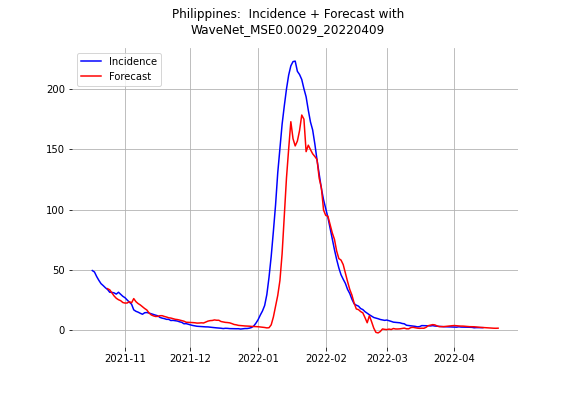 Philippines:  Incidence + Forecast with
WaveNet_MSE0.0029_20220409
Incidence
Forecast
200
150
100
50
0
2021-11
2021-12
2022-01
2022-02
2022-03
2022-04